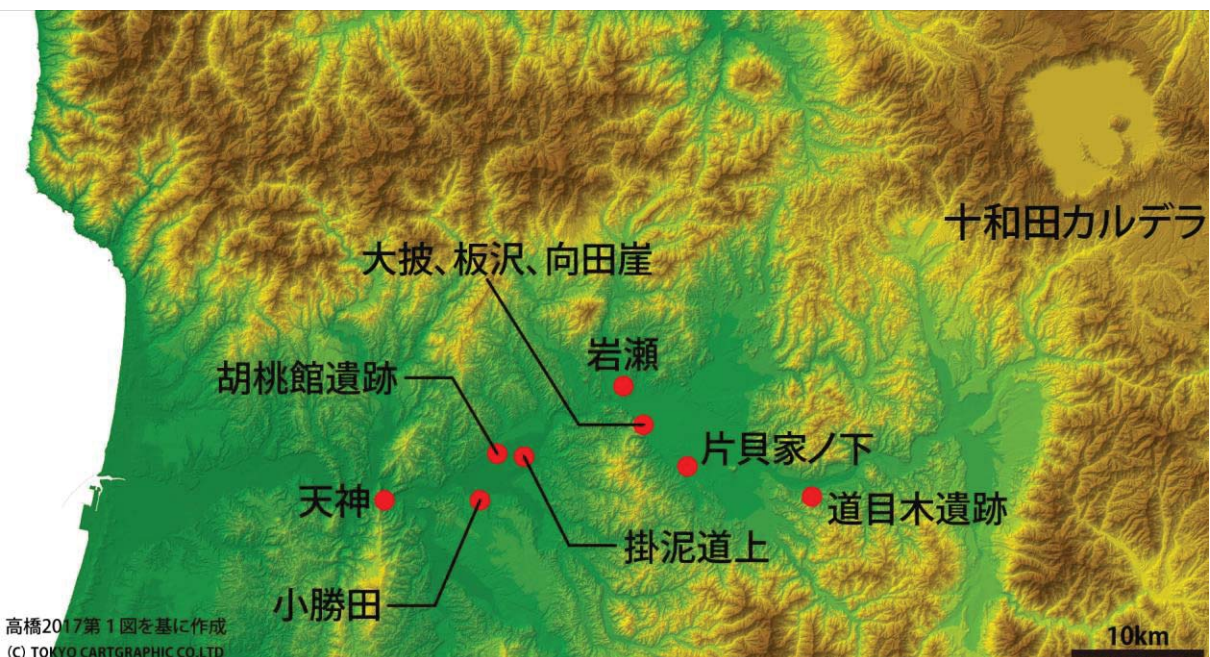 十和田カルデラ
大披、板沢、向田崖
岩瀬
胡桃館遺跡
片貝家ノ下
天神
道目木遺跡
掛泥道上
小勝田
高橋2017第1図を基に作成
(C) TOKYO CARTGRAPHIC CO.,LTD
10km